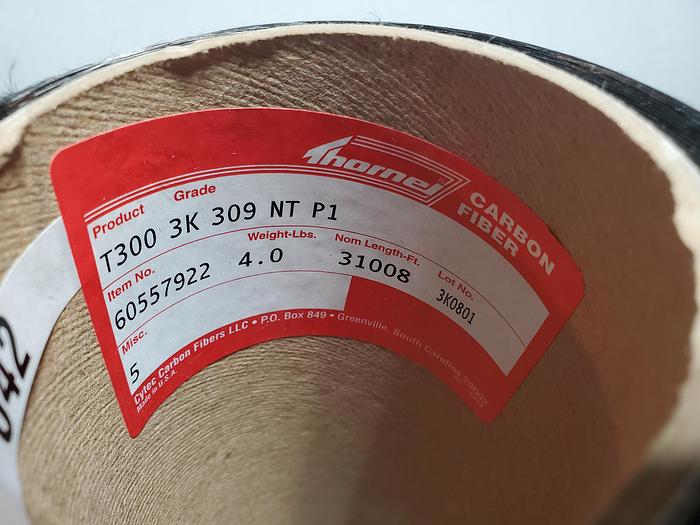 Thornel
CARBON
FIBER
Product Grade
T300 3K 309 NT P1
Item No. Weight-Lbs. Nom Length-Ft. Lot No.
60557922 4.0 31008 3K0801
Misc.
5
Cytec Carbon Fibers LLC • P.O. Box 849 • Greenville, South Carolina 29602
Made in U.S.A.
042